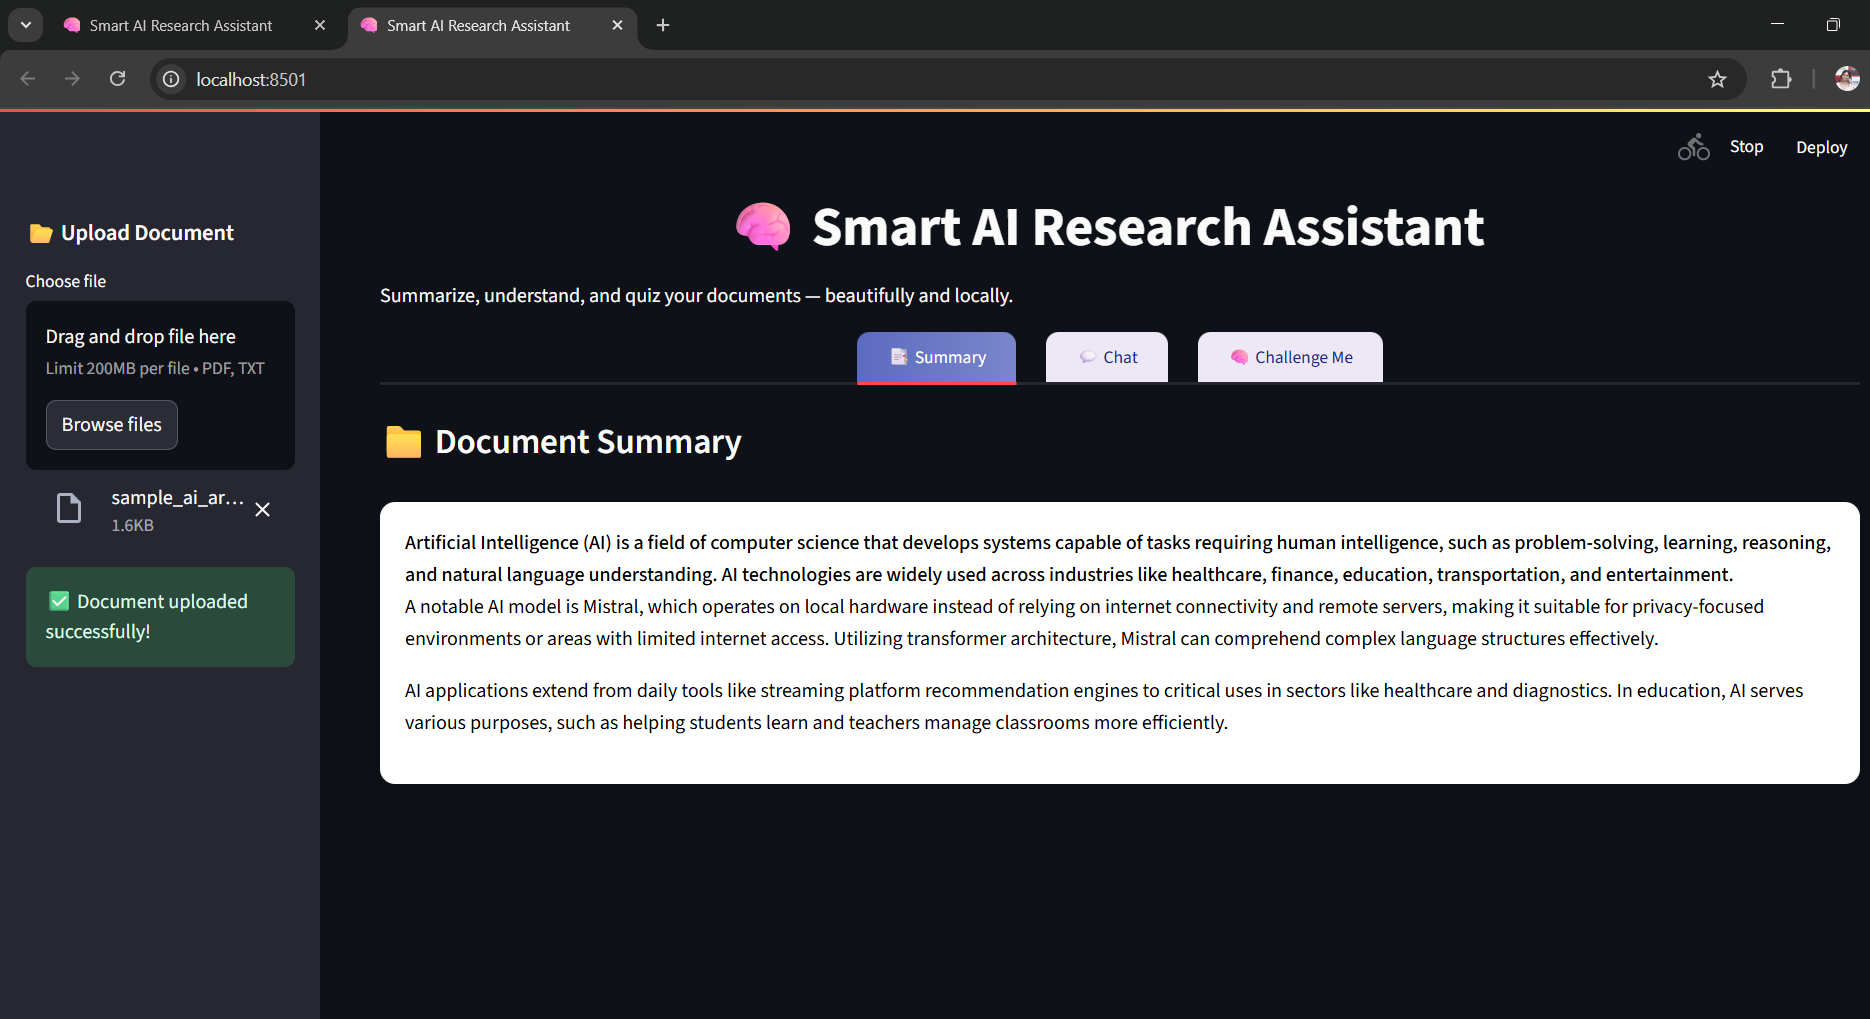 Smart AI Research Assistant
Smart AI Research Assistant
localhost:8501
Stop
Deploy
Upload Document
Choose file
Drag and drop file here
Limit 200MB per file • PDF, TXT
Browse files
sample_ai_ar...
1.6KB
Document uploaded
successfully!
Smart AI Research Assistant
Summarize, understand, and quiz your documents — beautifully and locally.
Summary
Chat
Challenge Me
Document Summary
Artificial Intelligence (AI) is a field of computer science that develops systems capable of tasks requiring human intelligence, such as problem-solving, learning, reasoning,
and natural language understanding. AI technologies are widely used across industries like healthcare, finance, education, transportation, and entertainment.
A notable AI model is Mistral, which operates on local hardware instead of relying on internet connectivity and remote servers, making it suitable for privacy-focused
environments or areas with limited internet access. Utilizing transformer architecture, Mistral can comprehend complex language structures effectively.
AI applications extend from daily tools like streaming platform recommendation engines to critical uses in sectors like healthcare and diagnostics. In education, AI serves
various purposes, such as helping students learn and teachers manage classrooms more efficiently.